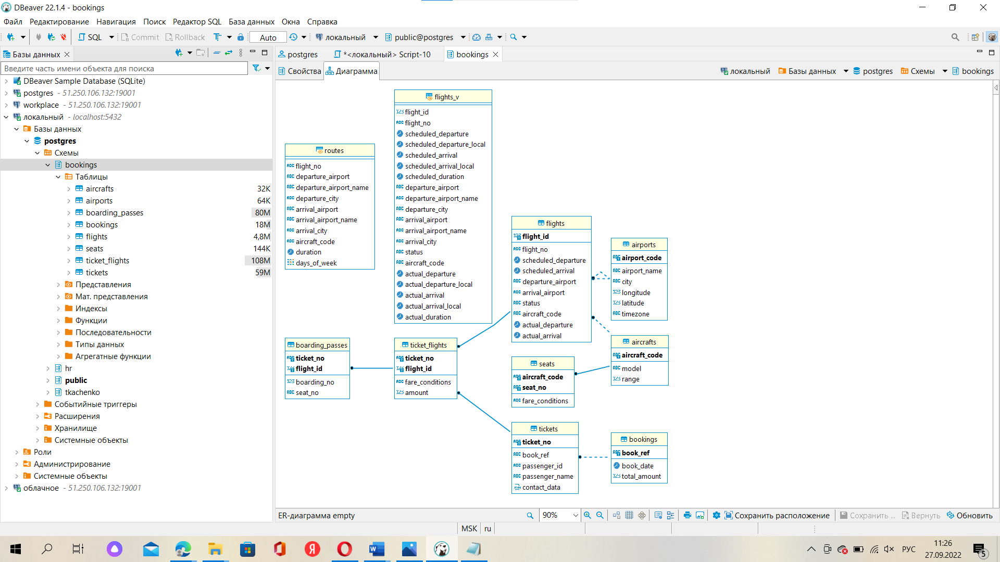 DBeaver 22.1.4 - bookings
Файл Редактирование Навигация Поиск Редактор SQL База данных Окна Справка
SQL Commit Rollback Auto локальный public@postgres
Базы данных
postgres *<локальный> Script-10 bookings
Введите часть имени объекта для поиска
Свойства Диаграмма локальный Базы данных postgres Схемы bookings
DBeaver Sample Database (SQLite)
postgres - 51.250.106.132:19001
workplace - 51.250.106.132:19001
локальный - localhost:5432
Базы данных
postgres
Схемы
bookings
Таблицы
aircrafts 32K
airports 64K
boarding_passes 80M
bookings 18M
flights 4,8M
seats 144K
ticket_flights 108M
tickets 59M
Представления
Мат. представления
Индексы
Функции
Последовательности
Типы данных
Агрегатные функции
hr
public
tkachenko
Событийные триггеры
Расширения
Хранилище
Системные объекты
Роли
Администрирование
Системные объекты
облачное - 51.250.106.132:19001
routes
flight_no
departure_airport
departure_airport_name
departure_city
arrival_airport
arrival_airport_name
arrival_city
aircraft_code
duration
days_of_week
flights_v
flight_id
flight_no
scheduled_departure
scheduled_departure_local
scheduled_arrival
scheduled_arrival_local
scheduled_duration
departure_airport
departure_airport_name
departure_city
arrival_airport
arrival_airport_name
arrival_city
status
aircraft_code
actual_departure
actual_departure_local
actual_arrival
actual_arrival_local
actual_duration
flights
flight_id
flight_no
scheduled_departure
scheduled_arrival
departure_airport
arrival_airport
status
aircraft_code
actual_departure
actual_arrival
airports
airport_code
airport_name
city
longitude
latitude
timezone
boarding_passes
ticket_no
flight_id
boarding_no
seat_no
ticket_flights
ticket_no
flight_id
fare_conditions
amount
seats
aircraft_code
seat_no
fare_conditions
aircrafts
aircraft_code
model
range
tickets
ticket_no
book_ref
passenger_id
passenger_name
contact_data
bookings
book_ref
book_date
total_amount
ER-диаграмма empty 90% Сохранить расположение Сохранить ... Вернуть Обновить
MSK ru
РУС
11:26
27.09.2022
5